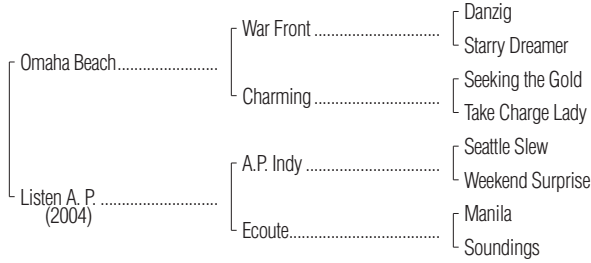 Danzig
War Front
Starry Dreamer
Omaha Beach
Seeking the Gold
Charming
Take Charge Lady
Seattle Slew
A.P. Indy
Weekend Surprise
Listen A. P.
(2004)
Manila
Ecoute
Soundings